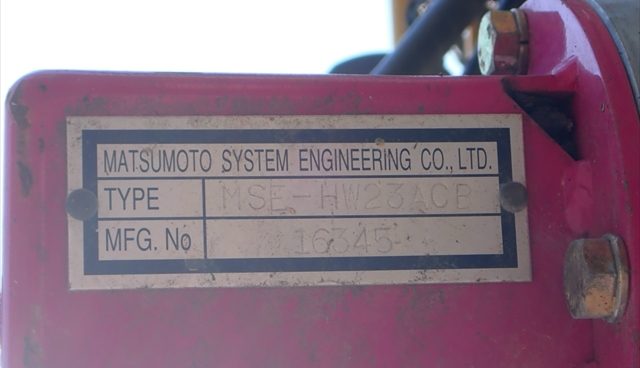 MATSUMOTO SYSTEM ENGINEERING CO., LTD.
TYPE MSE-HW23ACB
MFG. No 16345